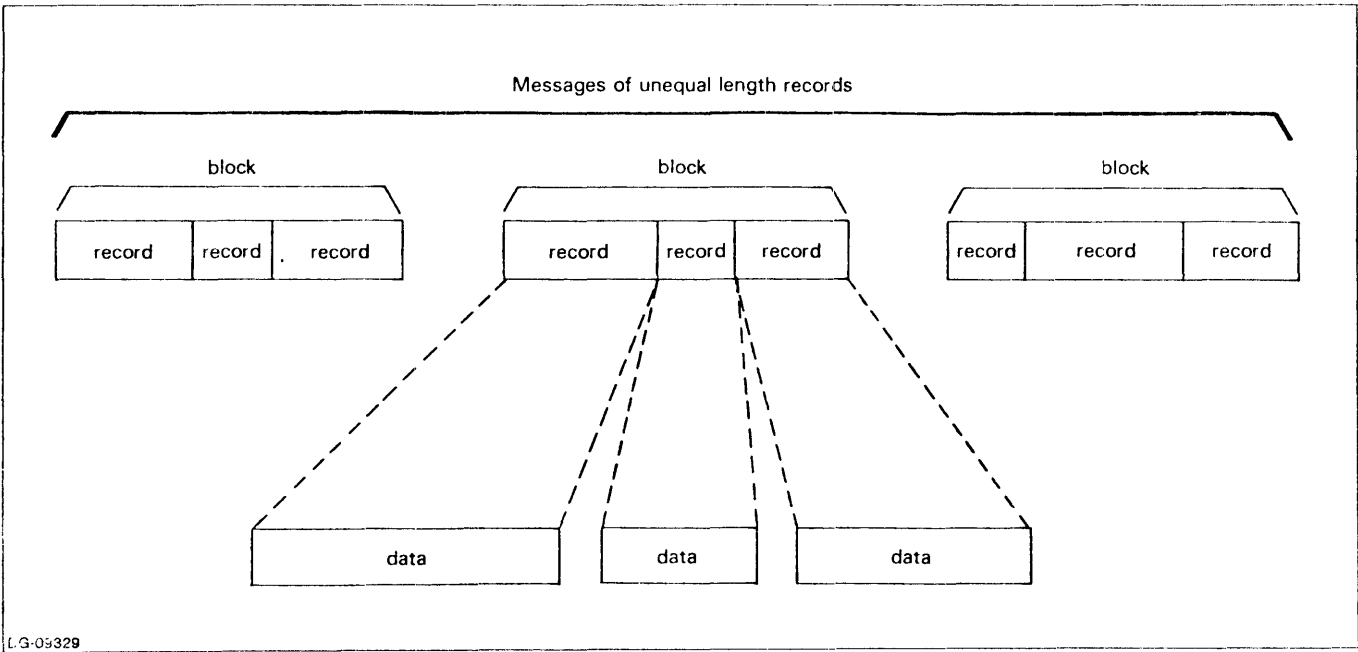 Messages of unequal length records
block block block
record record record record record record record record record
data data data
LG-09329